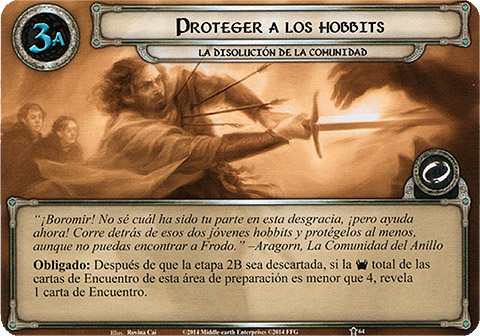 3A
PROTEGER A LOS HOBBITS
LA DISOLUCIÓN DE LA COMUNIDAD
“¡Boromir! No sé cuál ha sido tu parte en esta desgracia, ¡pero ayuda
ahora! Corre detrás de esos dos jóvenes hobbits y protégelos al menos,
aunque no puedas encontrar a Frodo.” –Aragorn, La Comunidad del Anillo
Obligado: Después de que la etapa 2B sea descartada, si la total de las
cartas de Encuentro de esta área de preparación es menor que 4, revela
1 carta de Encuentro.
Illus. Rovina Cai ©2014 Middle-earth Enterprises ©2014 FFG 64